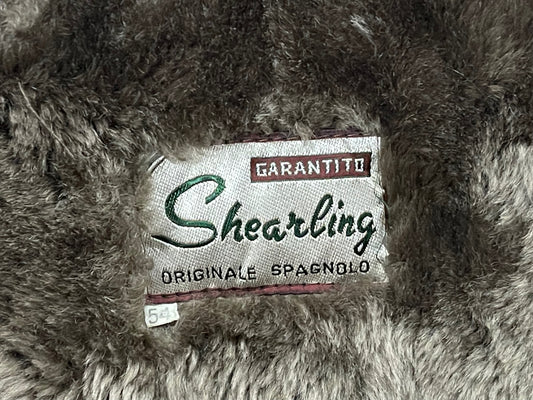 GARANTITO
Shearling
ORIGINALE SPAGNOLO
54